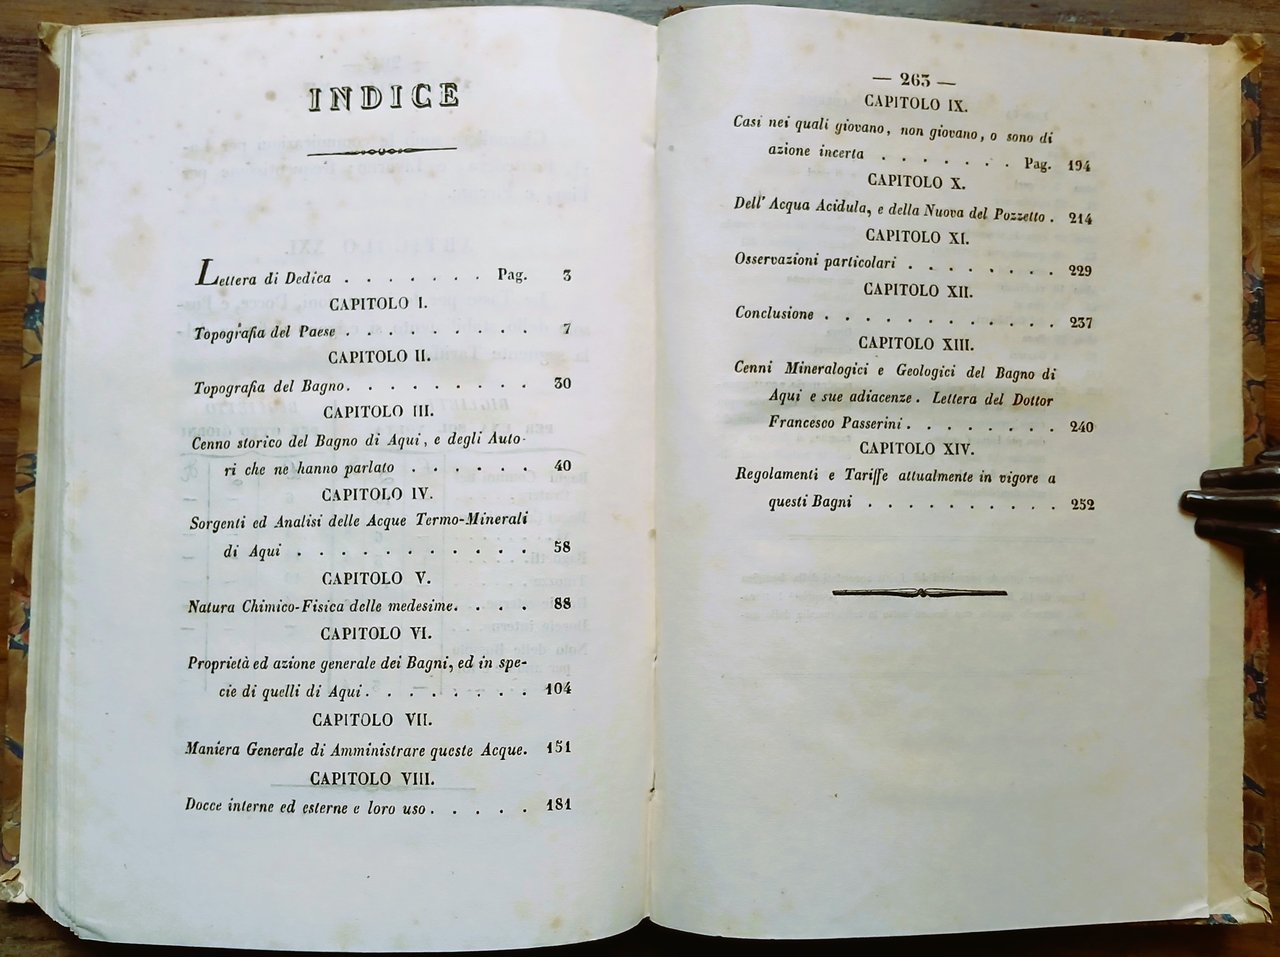 INDICE
Lettera di Dedica . . . . . . . Pag. 3
CAPITOLO I.
Topografia del Paese . . . . . . . . . 7
CAPITOLO II.
Topografia del Bagno. . . . . . . . . 30
CAPITOLO III.
Cenno storico del Bagno di Aqui, e degli Auto-
ri che ne hanno parlato . . . . . . 40
CAPITOLO IV.
Sorgenti ed Analisi delle Acque Termo-Minerali
di Aqui . . . . . . . . . . . 58
CAPITOLO V.
Natura Chimico-Fisica delle medesime. . . . 88
CAPITOLO VI.
Proprietà ed azione generale dei Bagni, ed in spe-
cie di quelli di Aqui. . . . . . . . 104
CAPITOLO VII.
Maniera Generale di Amministrare queste Acque. 151
CAPITOLO VIII.
Docce interne ed esterne e loro uso. . . . . 181
— 263 —
CAPITOLO IX.
Casi nei quali giovano, non giovano, o sono di
azione incerta . . . . . . . Pag. 194
CAPITOLO X.
Dell' Acqua Acidula, e della Nuova del Pozzetto . 214
CAPITOLO XI.
Osservazioni particolari . . . . . . . . 229
CAPITOLO XII.
Conclusione . . . . . . . . . . . . 237
CAPITOLO XIII.
Cenni Mineralogici e Geologici del Bagno di
Aqui e sue adiacenze. Lettera del Dottor
Francesco Passerini. . . . . . . . 240
CAPITOLO XIV.
Regolamenti e Tariffe attualmente in vigore a
questi Bagni . . . . . . . . . . 252